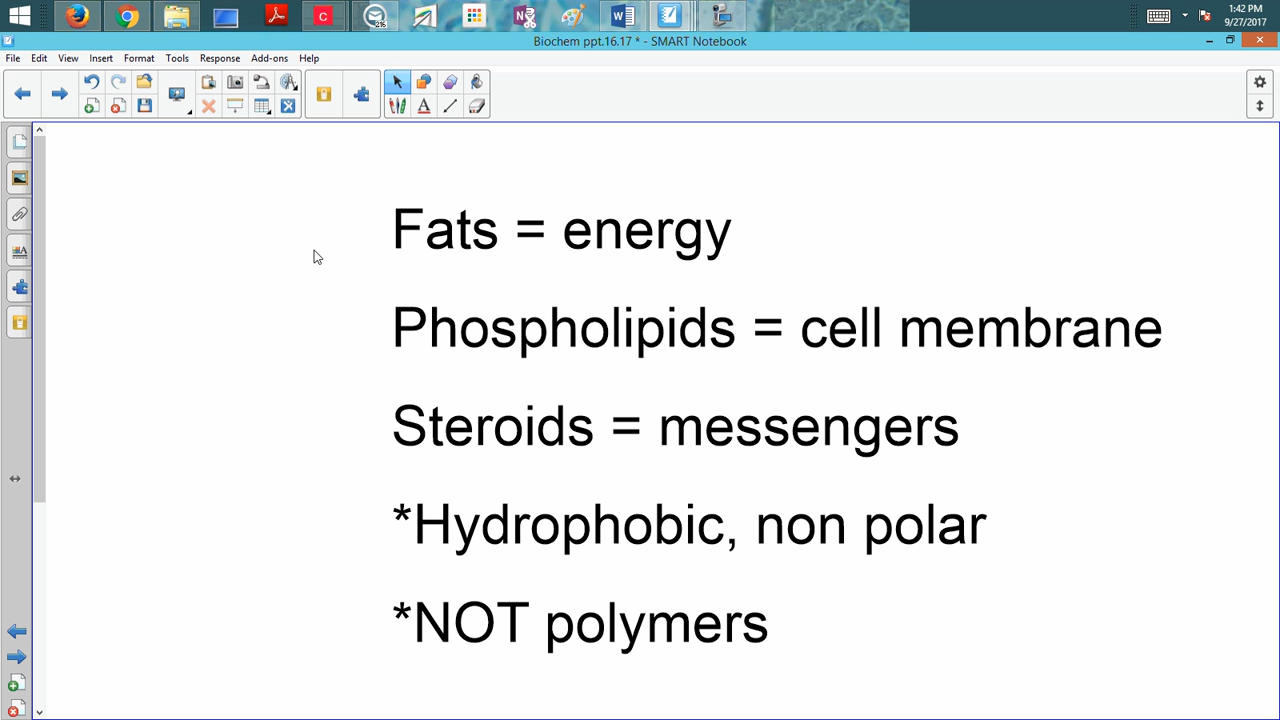 1:42 PM
9/27/2017
216
Biochem ppt.16.17 * - SMART Notebook
File Edit View Insert Format Tools Response Add-ons Help
Fats = energy
Phospholipids = cell membrane
Steroids = messengers
*Hydrophobic, non polar
*NOT polymers